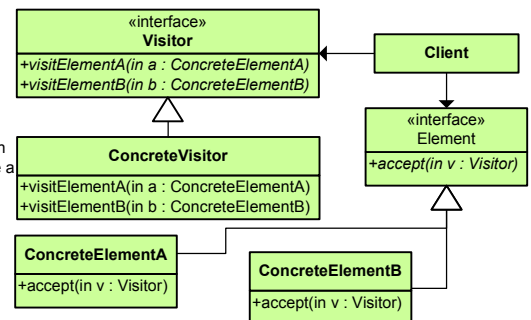 «interface»
Visitor
+visitElementA(in a : ConcreteElementA)
+visitElementB(in b : ConcreteElementB)
Client
«interface»
Element
+accept(in v : Visitor)
ConcreteVisitor
+visitElementA(in a : ConcreteElementA)
+visitElementB(in b : ConcreteElementB)
ConcreteElementA
+accept(in v : Visitor)
ConcreteElementB
+accept(in v : Visitor)